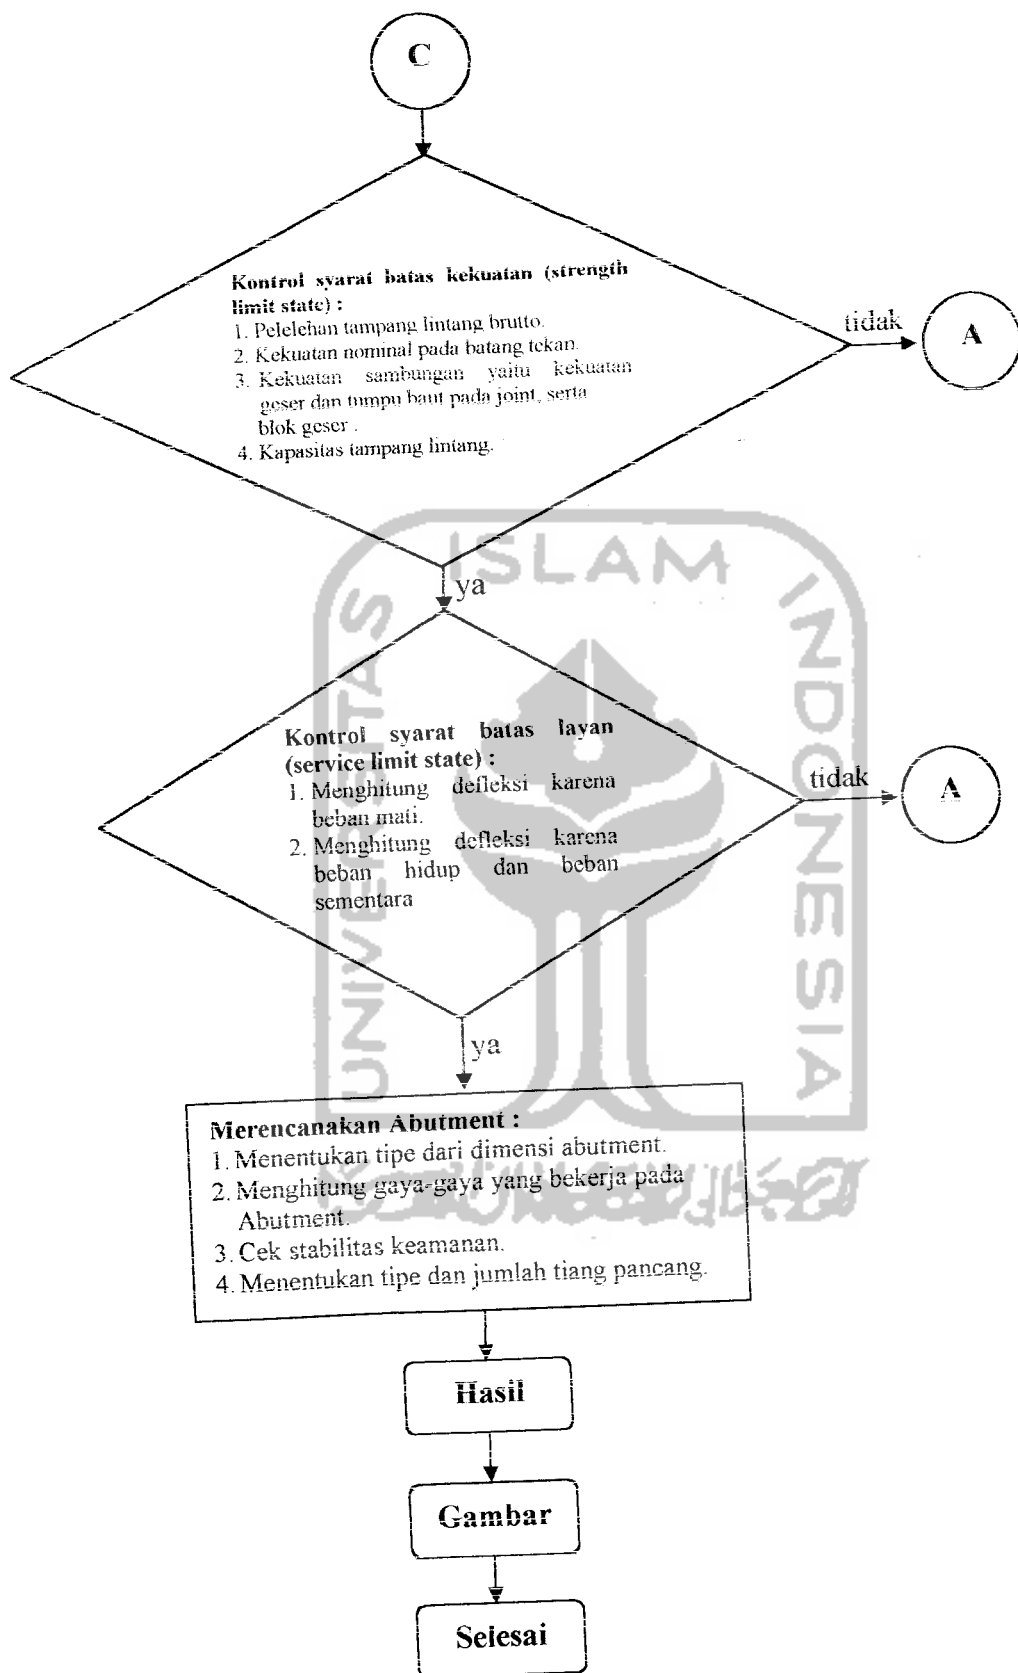 C
Kontrol syarat batas kekuatan (strength
limit state) :
1. Pelelehan tampang lintang brutto.
2. Kekuatan nominal pada batang tekan.
3. Kekuatan sambungan yaitu kekuatan
geser dan tumpu baut pada joint, serta
blok geser .
4. Kapasitas tampang lintang.
tidak
A
ya
Kontrol syarat batas layan
(service limit state) :
1. Menghitung defleksi karena
beban mati.
2. Menghitung defleksi karena
beban hidup dan beban
sementara
tidak
A
ya
Merencanakan Abutment :
1. Menentukan tipe dari dimensi abutment.
2. Menghitung gaya-gaya yang bekerja pada
Abutment.
3. Cek stabilitas keamanan.
4. Menentukan tipe dan jumlah tiang pancang.
Hasil
Gambar
Selesai
UNIVERSITAS
ISLAM
INDONESIA